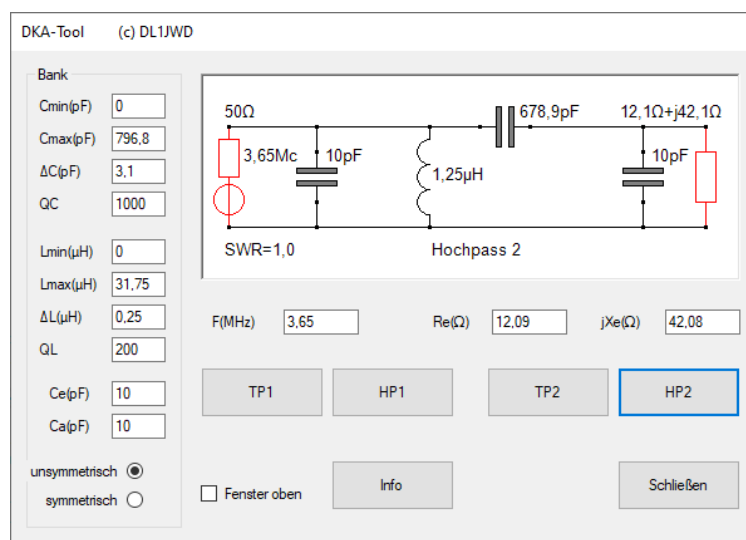 DKA-Tool (c) DL1JWD
Bank
Cmin(pF) 0
Cmax(pF) 796,8
ΔC(pF) 3,1
QC 1000
Lmin(µH) 0
Lmax(µH) 31,75
ΔL(µH) 0,25
QL 200
Ce(pF) 10
Ca(pF) 10
unsymmetrisch
symmetrisch
50Ω 678,9pF 12,1Ω+j42,1Ω
3,65Mc 10pF 1,25µH 10pF
SWR=1,0 Hochpass 2
F(MHz) 3,65 Re(Ω) 12,09 jXe(Ω) 42,08
TP1 HP1 TP2 HP2
Fenster oben Info Schließen